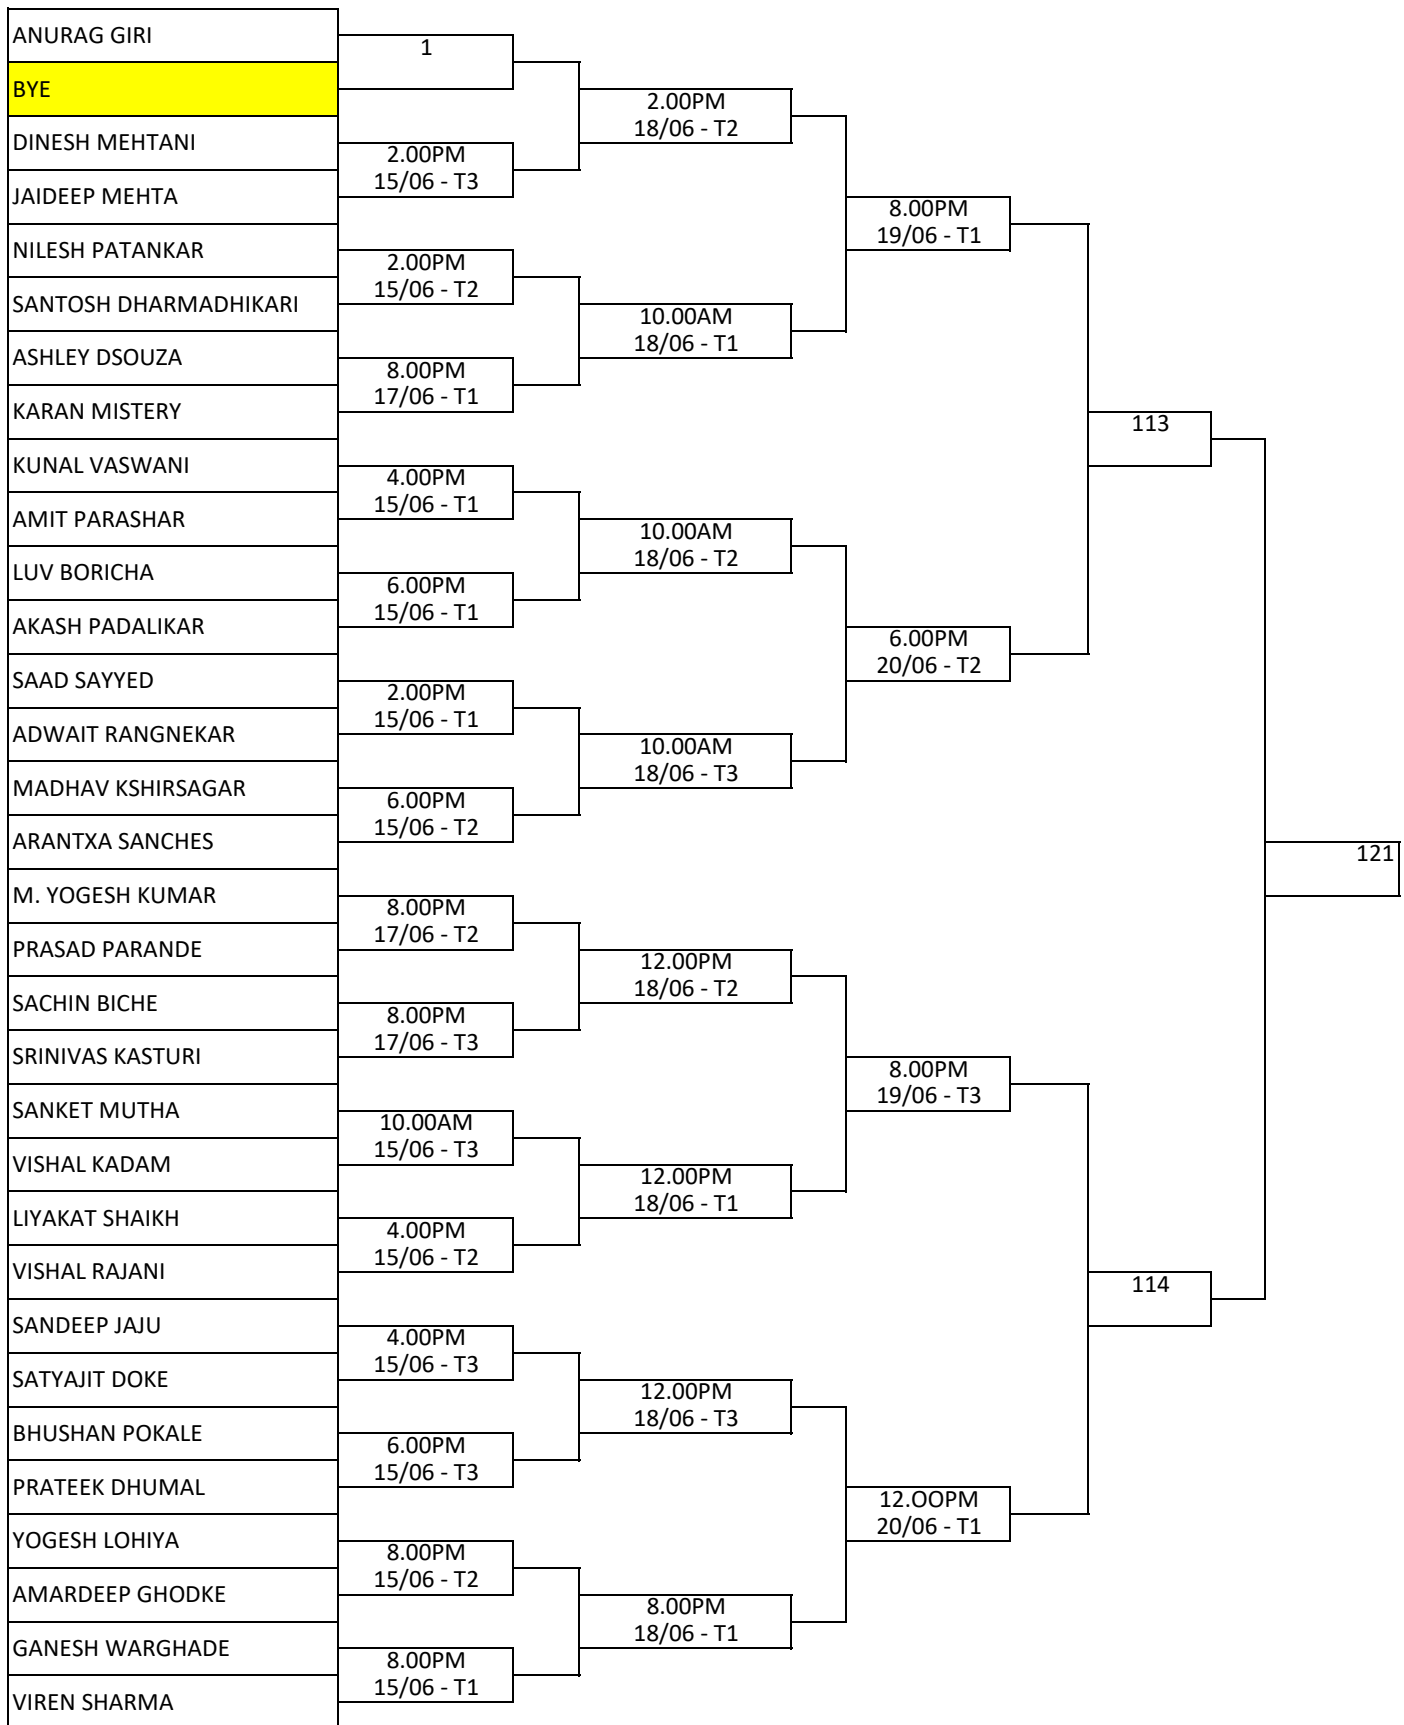 ANURAG GIRI
1
BYE
2.00PM
18/06 - T2
DINESH MEHTANI
2.00PM
15/06 - T3
JAIDEEP MEHTA
8.00PM
19/06 - T1
NILESH PATANKAR
2.00PM
15/06 - T2
SANTOSH DHARMADHIKARI
10.00AM
18/06 - T1
ASHLEY DSOUZA
8.00PM
17/06 - T1
KARAN MISTERY
113
KUNAL VASWANI
4.00PM
15/06 - T1
AMIT PARASHAR
10.00AM
18/06 - T2
LUV BORICHA
6.00PM
15/06 - T1
AKASH PADALIKAR
6.00PM
20/06 - T2
SAAD SAYYED
2.00PM
15/06 - T1
ADWAIT RANGNEKAR
10.00AM
18/06 - T3
MADHAV KSHIRSAGAR
6.00PM
15/06 - T2
ARANTXA SANCHES
121
M. YOGESH KUMAR
8.00PM
17/06 - T2
PRASAD PARANDE
12.00PM
18/06 - T2
SACHIN BICHE
8.00PM
17/06 - T3
SRINIVAS KASTURI
8.00PM
19/06 - T3
SANKET MUTHA
10.00AM
15/06 - T3
VISHAL KADAM
12.00PM
18/06 - T1
LIYAKAT SHAIKH
4.00PM
15/06 - T2
VISHAL RAJANI
114
SANDEEP JAJU
4.00PM
15/06 - T3
SATYAJIT DOKE
12.00PM
18/06 - T3
BHUSHAN POKALE
6.00PM
15/06 - T3
PRATEEK DHUMAL
12.OOPM
20/06 - T1
YOGESH LOHIYA
8.00PM
15/06 - T2
AMARDEEP GHODKE
8.00PM
18/06 - T1
GANESH WARGHADE
8.00PM
15/06 - T1
VIREN SHARMA